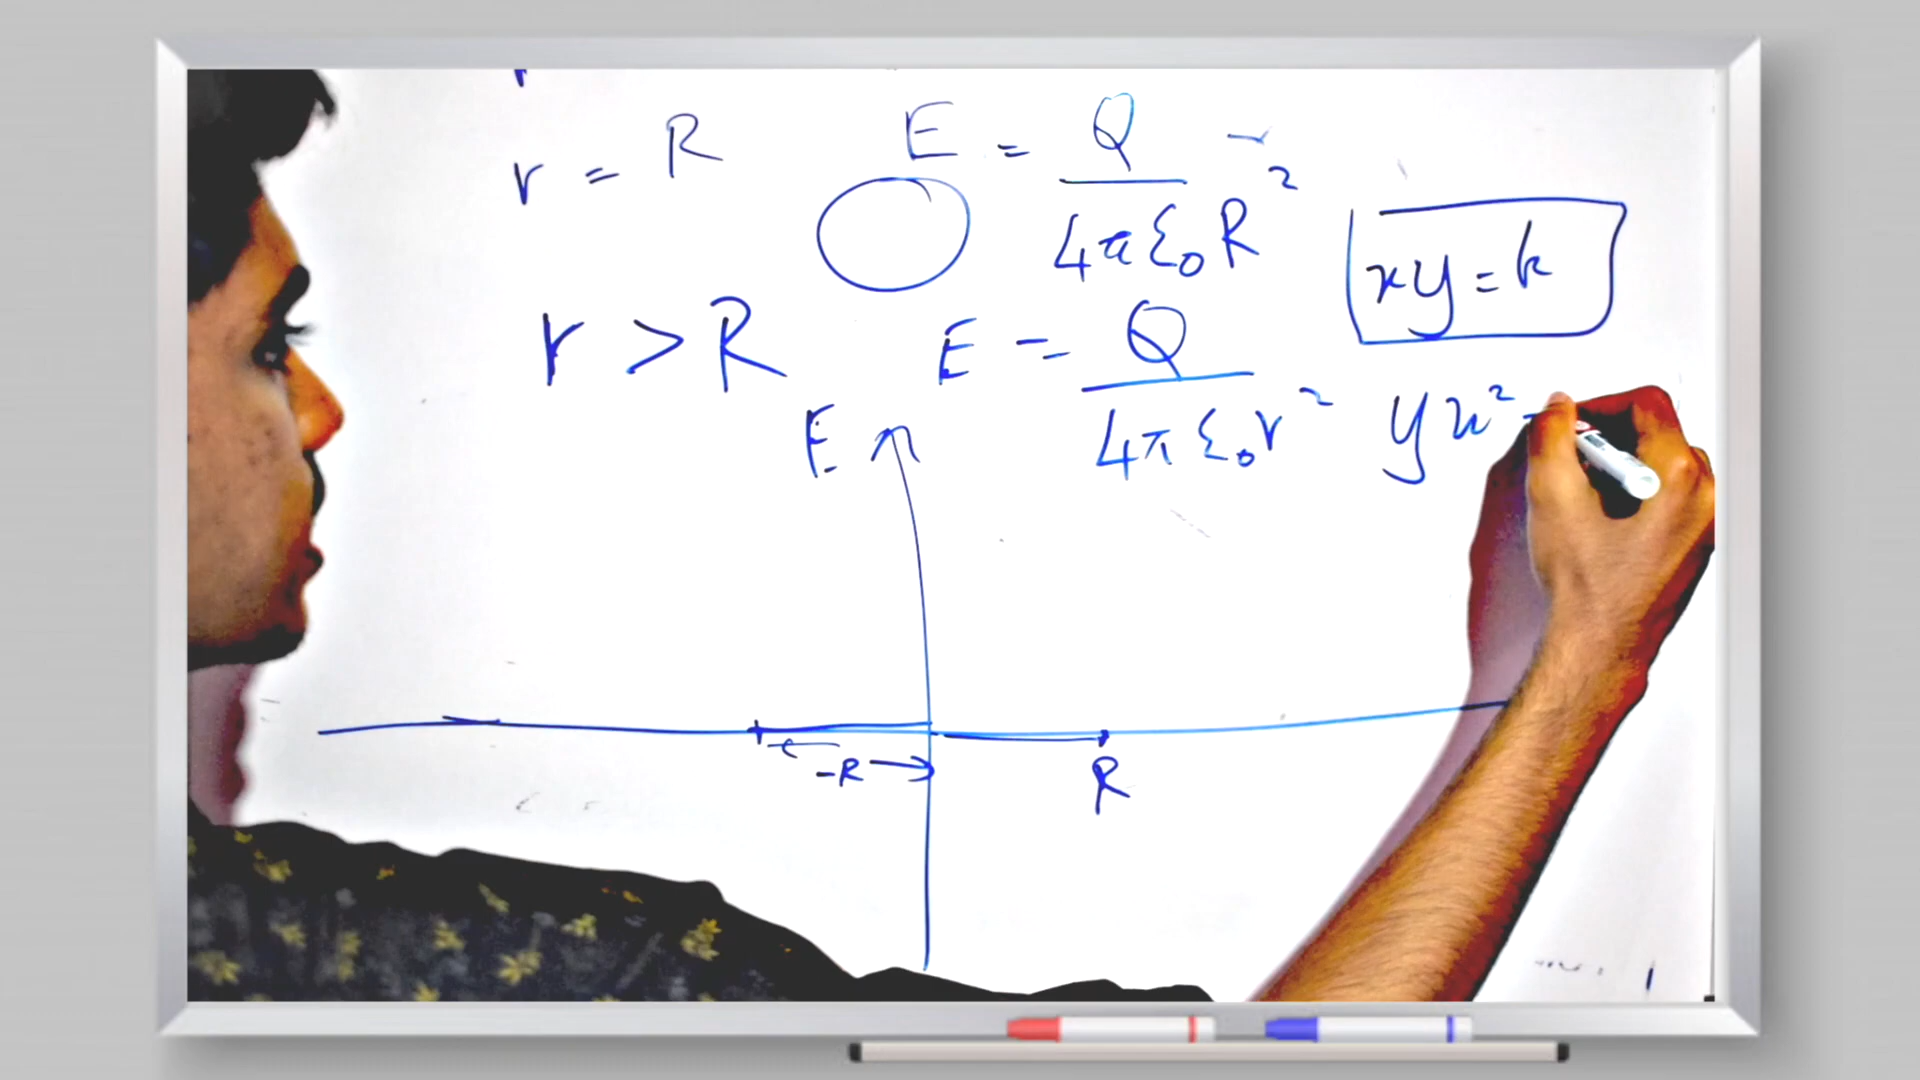 r = R E = Q / 4πε₀R²
xy = k
r > R E = Q / 4πε₀r² yx²
E
-R R